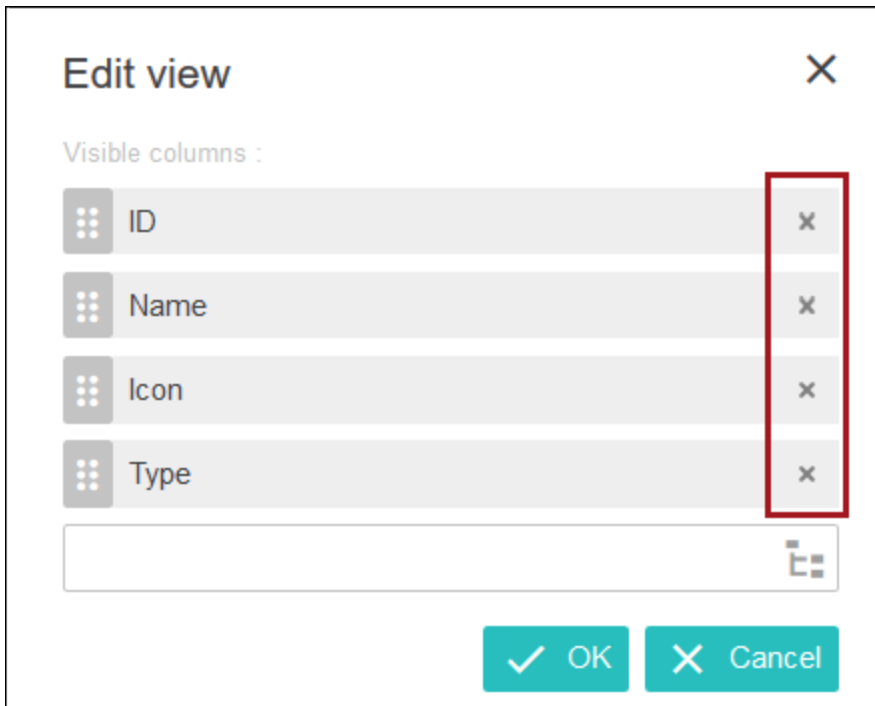 Edit view
Visible columns :
ID
Name
Icon
Type
OK
Cancel